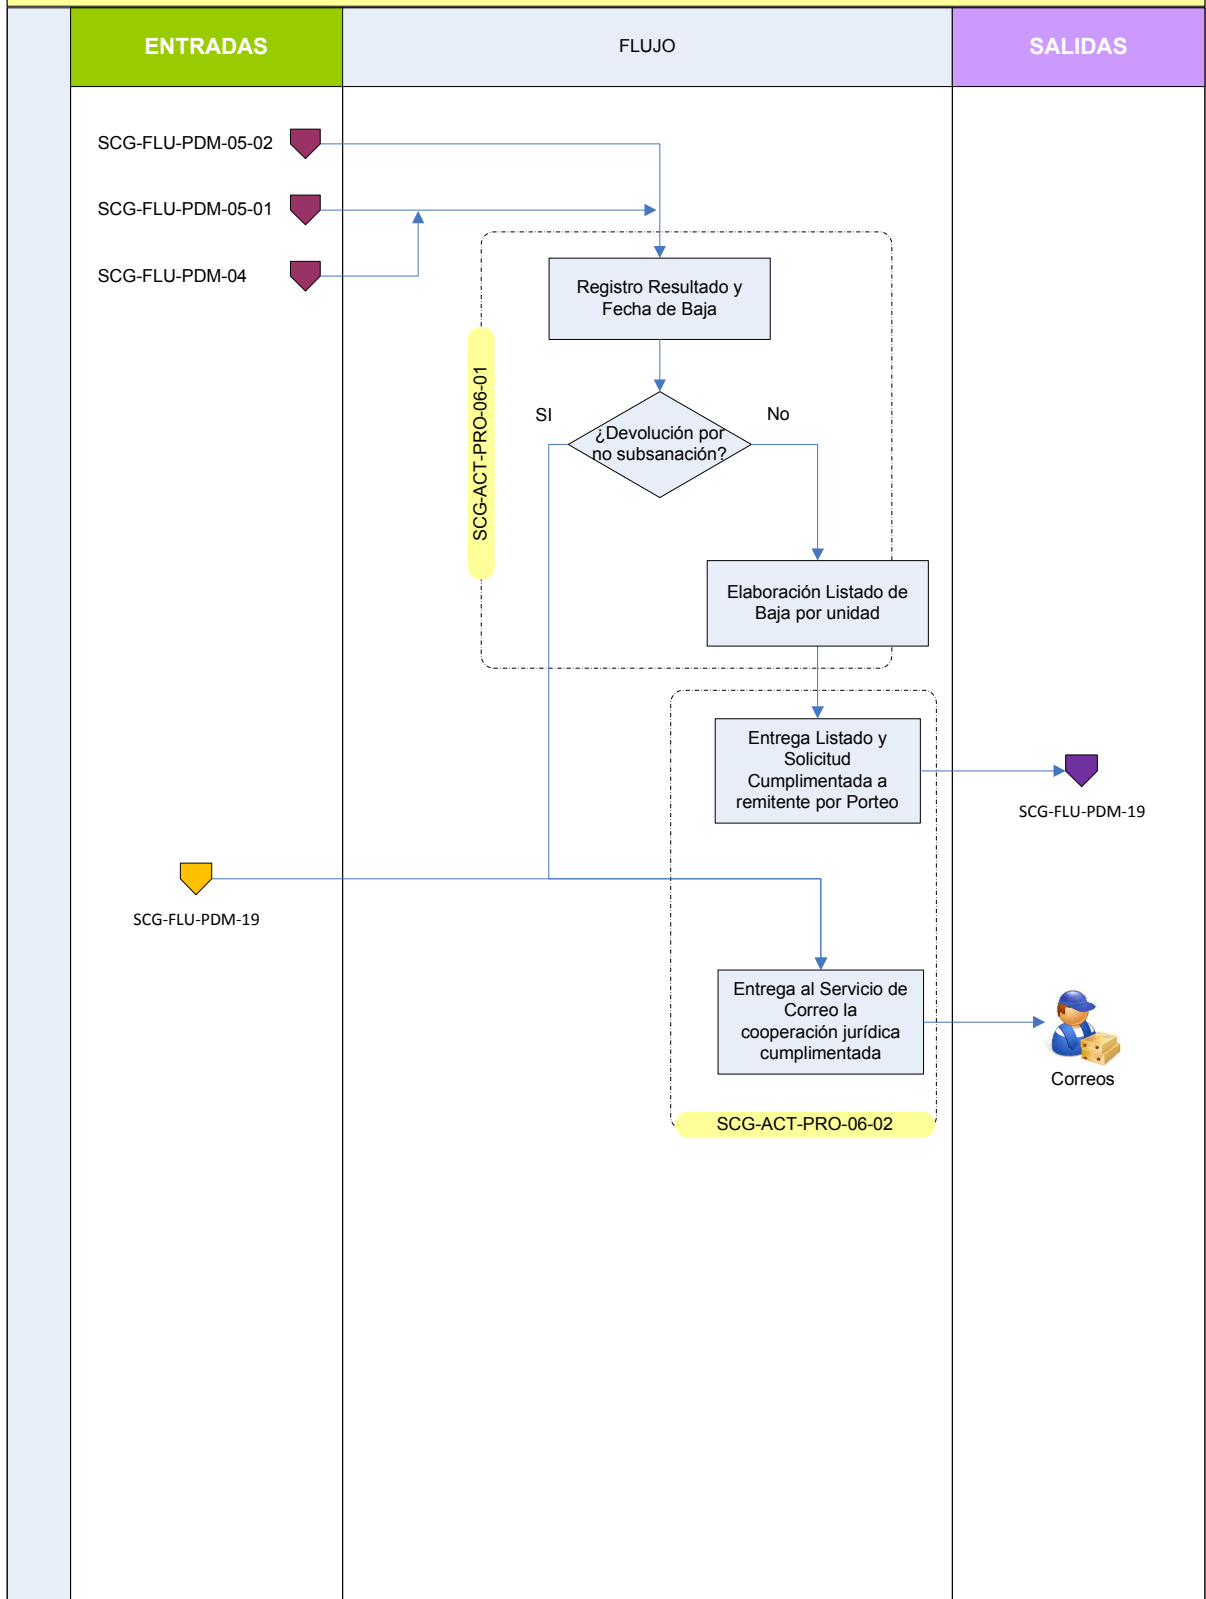 ENTRADAS
FLUJO
SALIDAS
SCG-FLU-PDM-05-02
SCG-FLU-PDM-05-01
SCG-FLU-PDM-04
Registro Resultado y
Fecha de Baja
SCG-ACT-PRO-06-01
SI
No
¿Devolución por
no subsanación?
Elaboración Listado de
Baja por unidad
Entrega Listado y
Solicitud
Cumplimentada a
remitente por Porteo
SCG-FLU-PDM-19
SCG-FLU-PDM-19
Entrega al Servicio de
Correo la
cooperación jurídica
cumplimentada
Correos
SCG-ACT-PRO-06-02